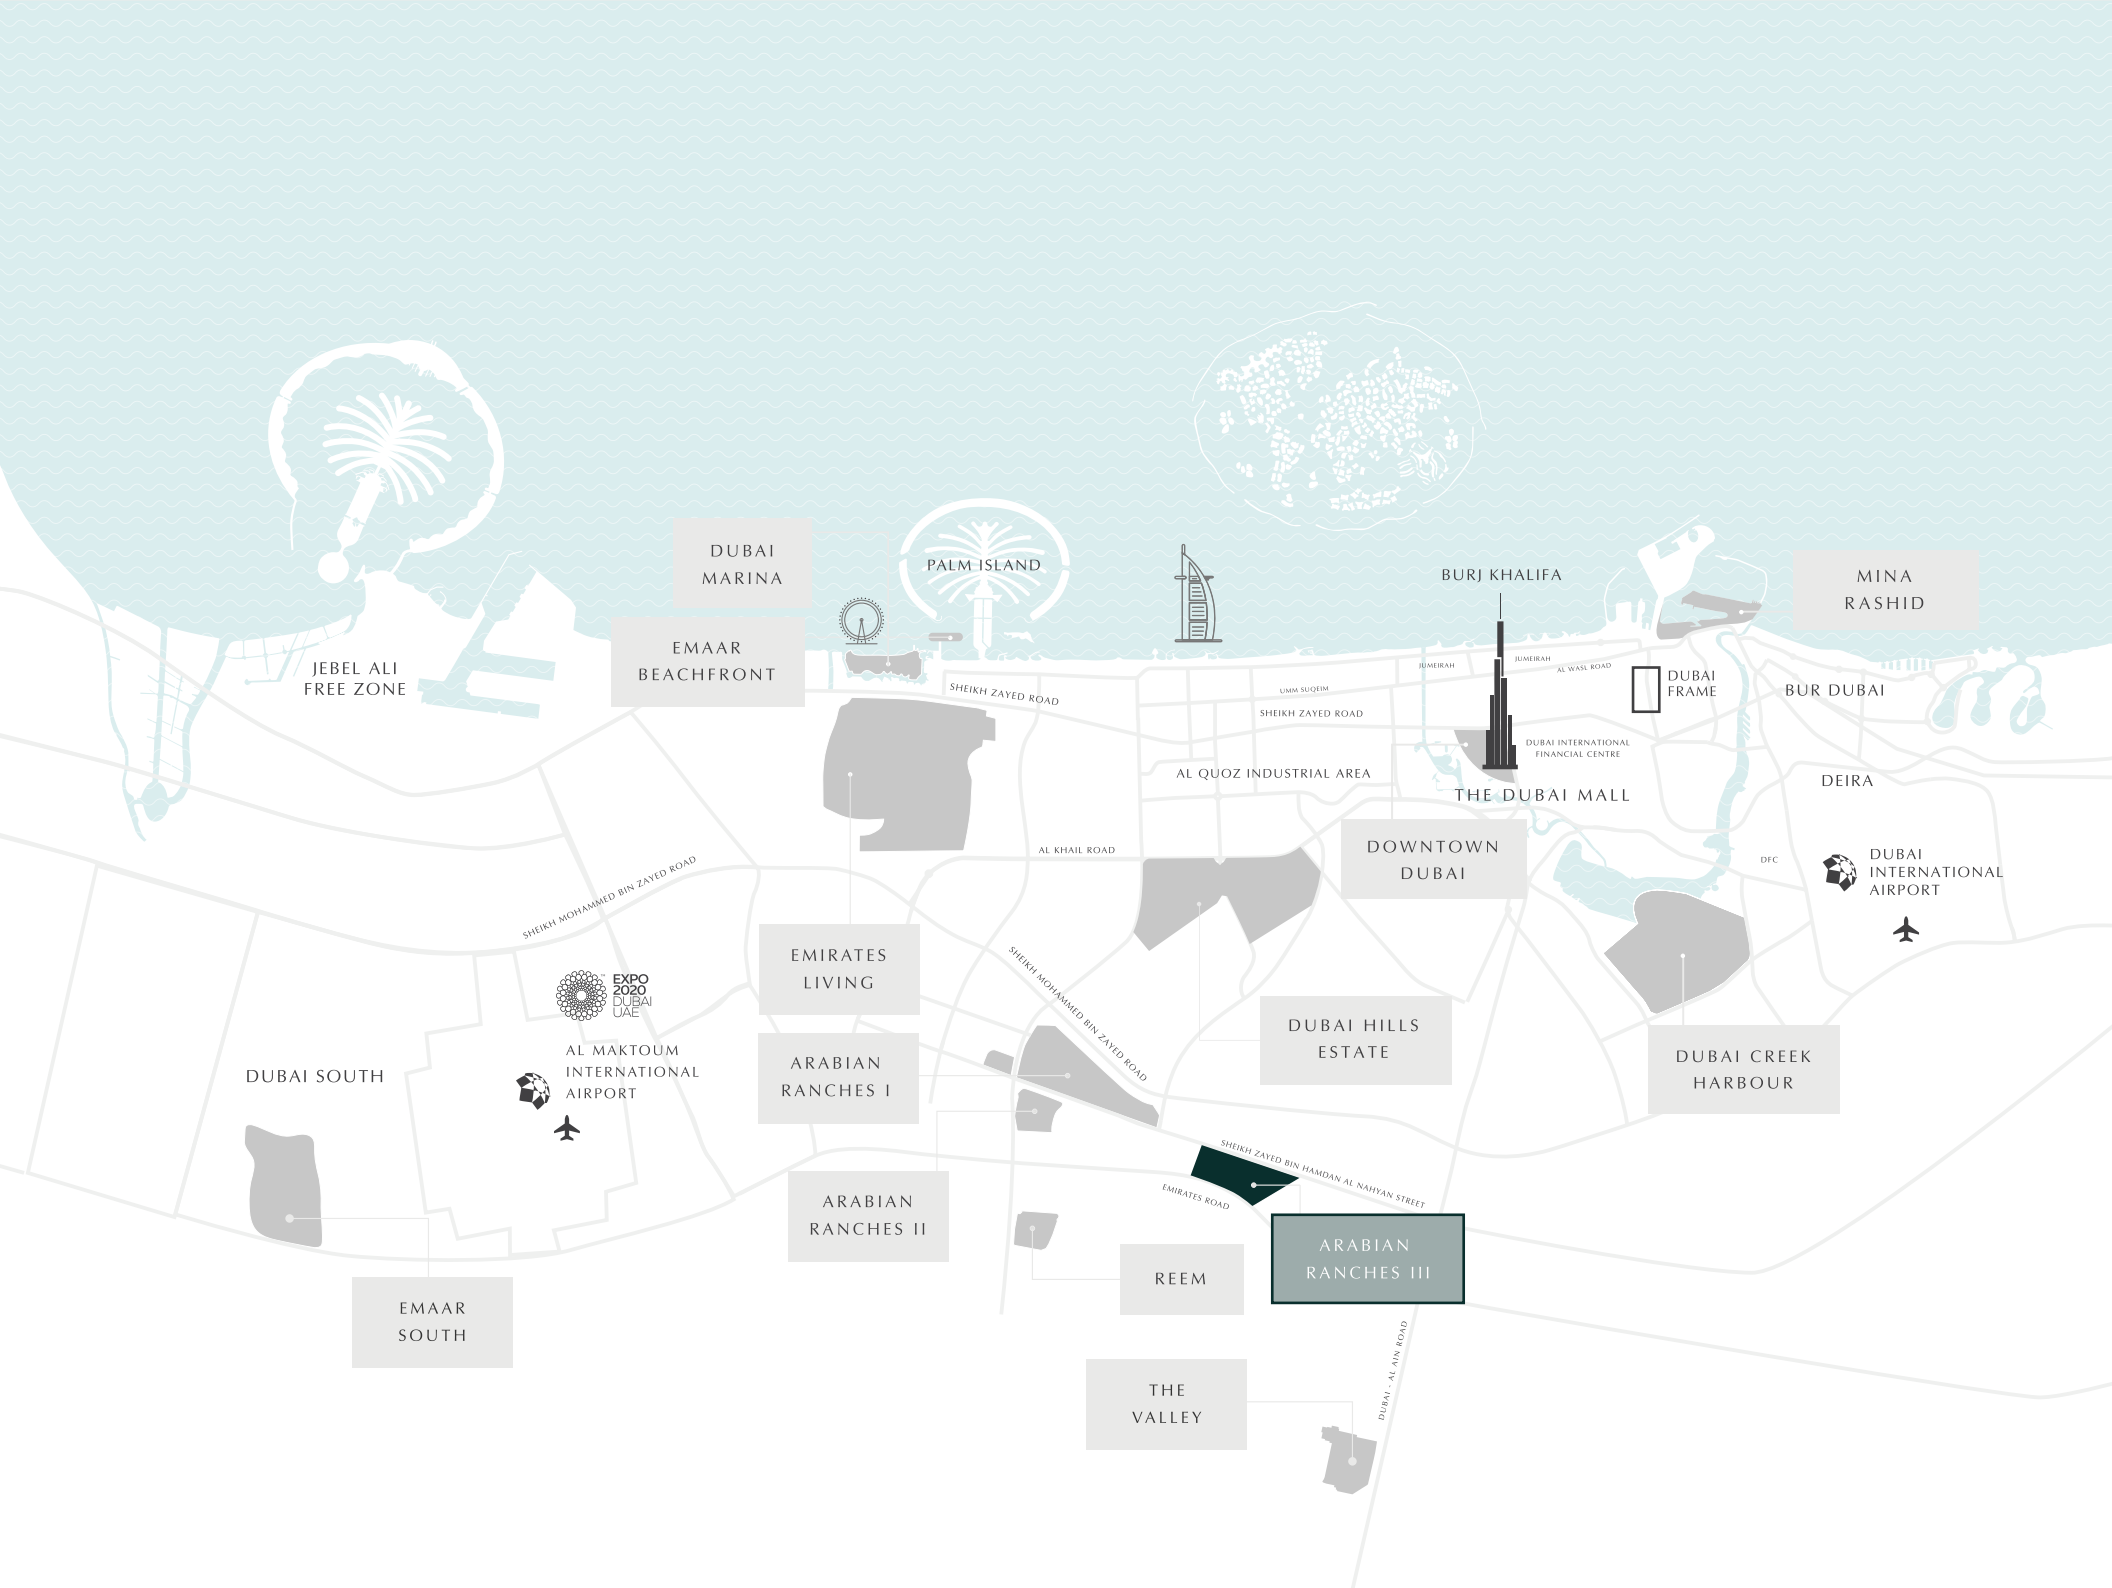 DUBAI
MARINA
PALM ISLAND
BURJ KHALIFA
MINA
RASHID
EMAAR
BEACHFRONT
JEBEL ALI
FREE ZONE
SHEIKH ZAYED ROAD
UMM SUQEIM
SHEIKH ZAYED ROAD
JUMEIRAH
JUMEIRAH
AL WASL ROAD
DUBAI
FRAME
BUR DUBAI
DUBAI INTERNATIONAL
FINANCIAL CENTRE
AL QUOZ INDUSTRIAL AREA
THE DUBAI MALL
DEIRA
DOWNTOWN
DUBAI
AL KHAIL ROAD
DFC
DUBAI
INTERNATIONAL
AIRPORT
SHEIKH MOHAMMED BIN ZAYED ROAD
EMIRATES
LIVING
SHEIKH MOHAMMED BIN ZAYED ROAD
EXPO
2020
DUBAI
UAE
DUBAI HILLS
ESTATE
DUBAI CREEK
HARBOUR
AL MAKTOUM
INTERNATIONAL
AIRPORT
DUBAI SOUTH
ARABIAN
RANCHES I
SHEIKH ZAYED BIN HAMDAN AL NAHYAN STREET
EMIRATES ROAD
ARABIAN
RANCHES II
ARABIAN
RANCHES III
REEM
EMAAR
SOUTH
DUBAI - AL AIN ROAD
THE
VALLEY